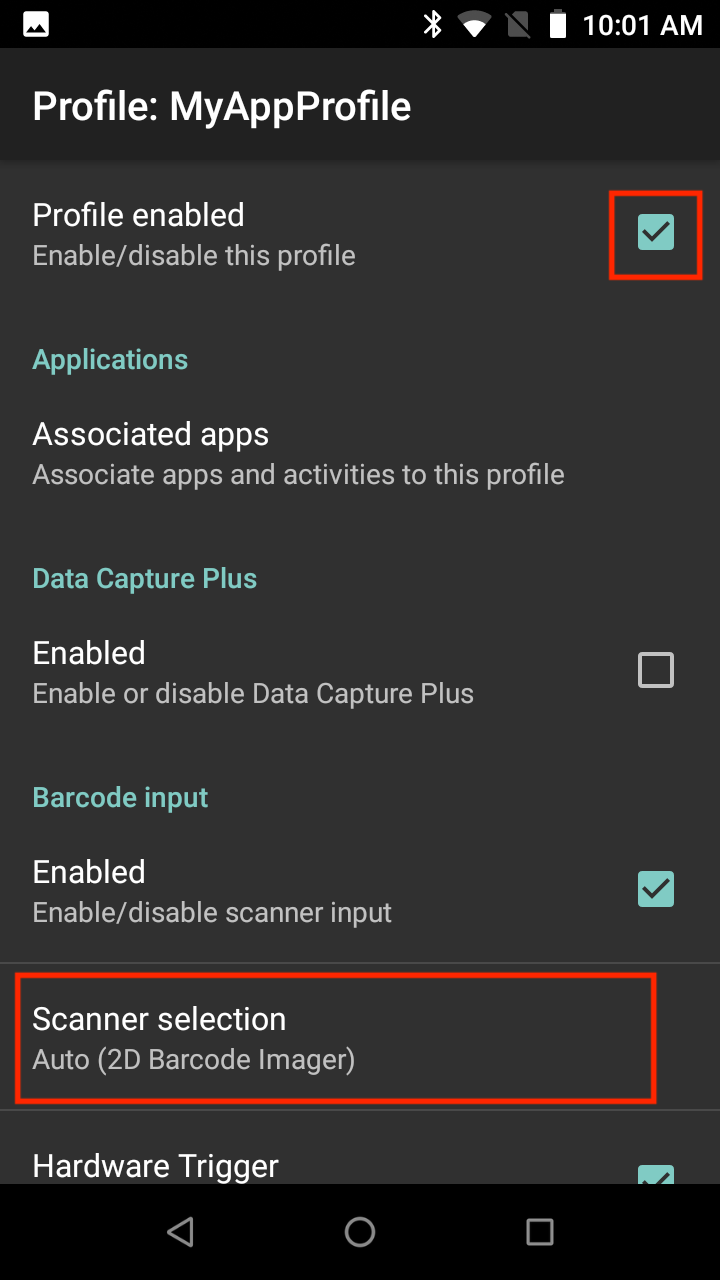 10:01 AM
Profile: MyAppProfile
Profile enabled
Enable/disable this profile
Applications
Associated apps
Associate apps and activities to this profile
Data Capture Plus
Enabled
Enable or disable Data Capture Plus
Barcode input
Enabled
Enable/disable scanner input
Scanner selection
Auto (2D Barcode Imager)
Hardware Trigger